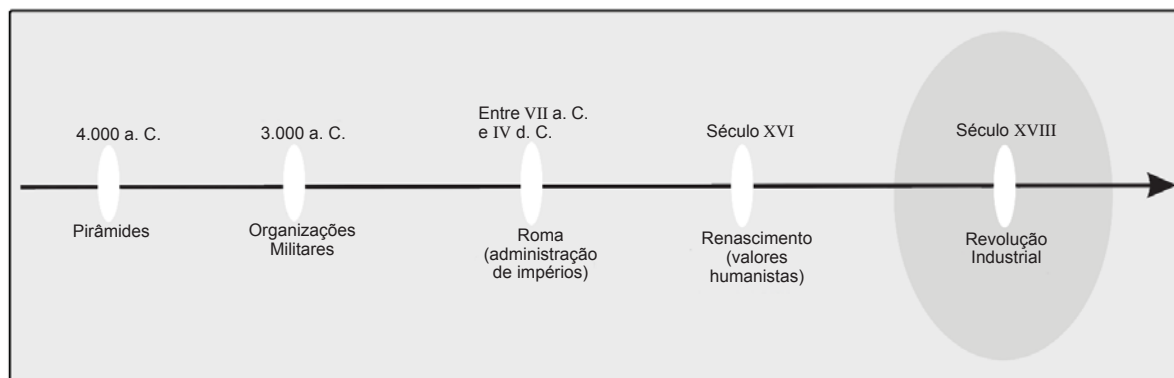 4.000 a. C.
Pirâmides
3.000 a. C.
Organizações
Militares
Entre VII a. C.
e IV d. C.
Roma
(administração
de impérios)
Século XVI
Renascimento
(valores
humanistas)
Século XVIII
Revolução
Industrial